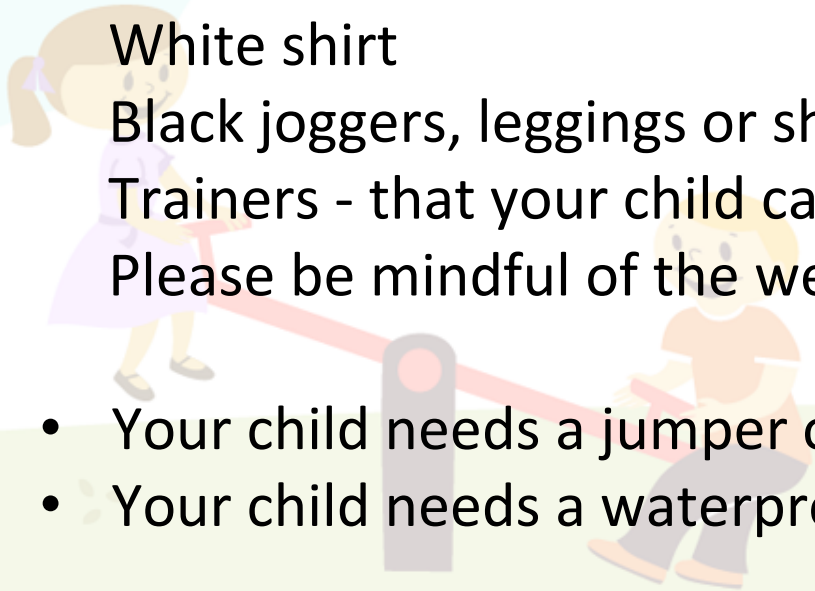 White shirt
Black joggers, leggings or sh
Trainers - that your child ca
Please be mindful of the we
• Your child needs a jumper
• Your child needs a waterpr